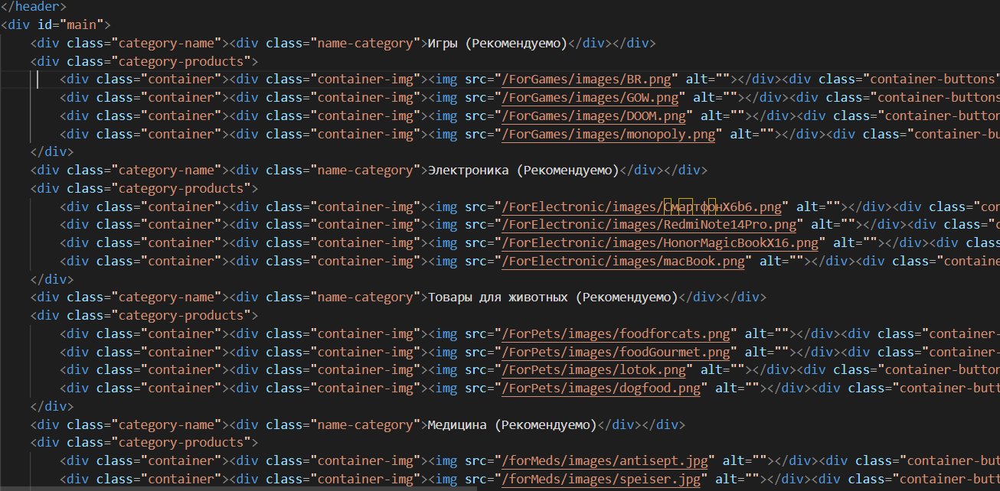 </header>
<div id="main">
<div class="category-name"><div class="name-category">Игры (Рекомендуемо)</div></div>
<div class="category-products">
<div class="container"><div class="container-img"><img src="/ForGames/images/BR.png" alt=""></div><div class="container-buttons"
<div class="container"><div class="container-img"><img src="/ForGames/images/GOW.png" alt=""></div><div class="container-buttons
<div class="container"><div class="container-img"><img src="/ForGames/images/DOOM.png" alt=""></div><div class="container-button
<div class="container"><div class="container-img"><img src="/ForGames/images/monopoly.png" alt=""></div><div class="container-bu
</div>
<div class="category-name"><div class="name-category">Электроника (Рекомендуемо)</div></div>
<div class="category-products">
<div class="container"><div class="container-img"><img src="/ForElectronic/images/СмартфонX6b6.png" alt=""></div><div class="con
<div class="container"><div class="container-img"><img src="/ForElectronic/images/RedmiNote14Pro.png" alt=""></div><div class="c
<div class="container"><div class="container-img"><img src="/ForElectronic/images/HonorMagicBookX16.png" alt=""></div><div class
<div class="container"><div class="container-img"><img src="/ForElectronic/images/macBook.png" alt=""></div><div class="containe
</div>
<div class="category-name"><div class="name-category">Товары для животных (Рекомендуемо)</div></div>
<div class="category-products">
<div class="container"><div class="container-img"><img src="/ForPets/images/foodforcats.png" alt=""></div><div class="container-
<div class="container"><div class="container-img"><img src="/ForPets/images/foodGourmet.png" alt=""></div><div class="container-
<div class="container"><div class="container-img"><img src="/ForPets/images/lotok.png" alt=""></div><div class="container-button
<div class="container"><div class="container-img"><img src="/ForPets/images/dogfood.png" alt=""></div><div class="container-butt
</div>
<div class="category-name"><div class="name-category">Медицина (Рекомендуемо)</div></div>
<div class="category-products">
<div class="container"><div class="container-img"><img src="/forMeds/images/antisept.jpg" alt=""></div><div class="container-but
<div class="container"><div class="container-img"><img src="/forMeds/images/speiser.jpg" alt=""></div><div class="container-butt